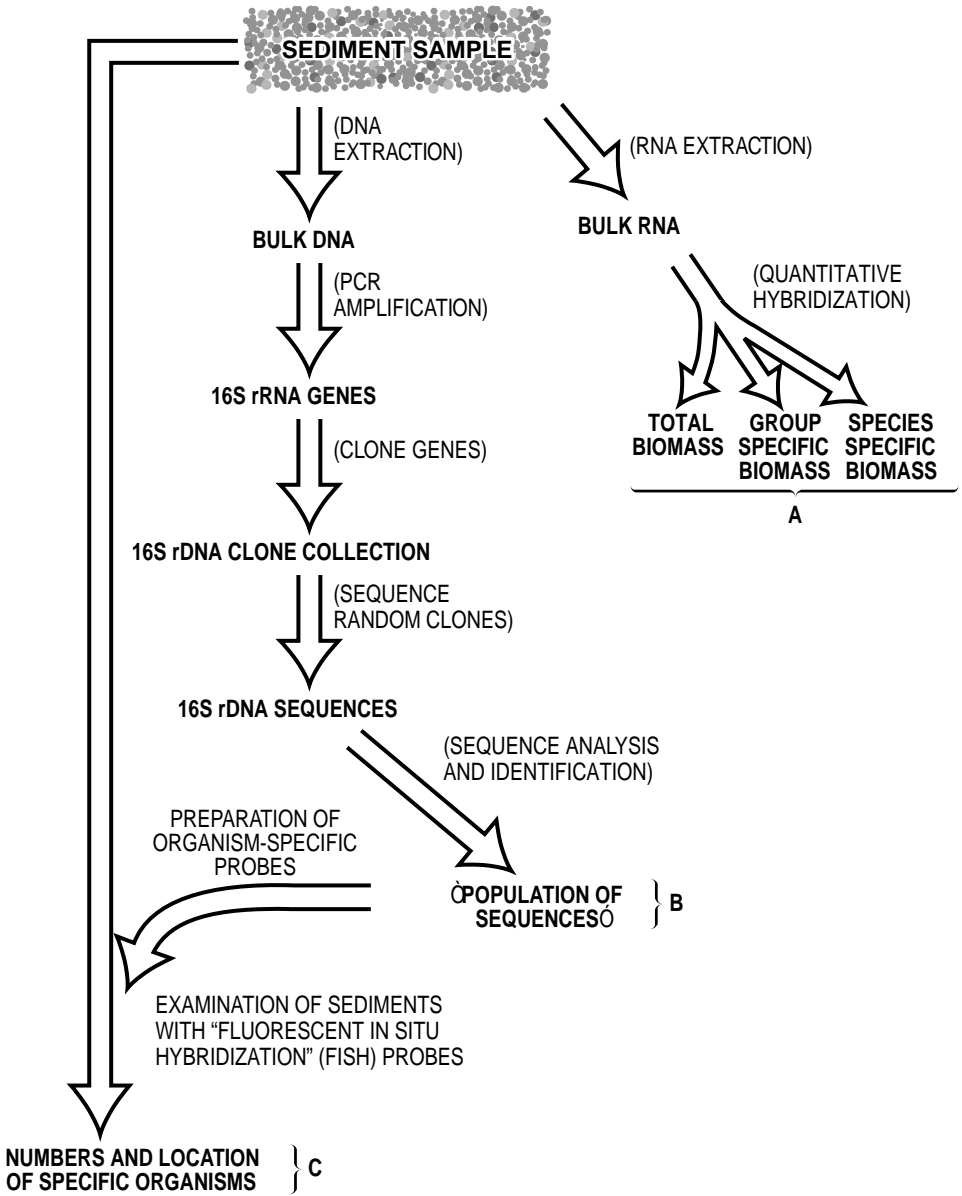 SEDIMENT SAMPLE
(DNA
EXTRACTION)
(RNA EXTRACTION)
BULK DNA
BULK RNA
(PCR
AMPLIFICATION)
(QUANTITATIVE
HYBRIDIZATION)
16S rRNA GENES
TOTAL
BIOMASS
GROUP
SPECIFIC
BIOMASS
SPECIES
SPECIFIC
BIOMASS
A
(CLONE GENES)
16S rDNA CLONE COLLECTION
(SEQUENCE
RANDOM CLONES)
16S rDNA SEQUENCES
(SEQUENCE ANALYSIS
AND IDENTIFICATION)
PREPARATION OF
ORGANISM-SPECIFIC
PROBES
ÒPOPULATION OF
SEQUENCESÓ
B
EXAMINATION OF SEDIMENTS
WITH “FLUORESCENT IN SITU
HYBRIDIZATION” (FISH) PROBES
NUMBERS AND LOCATION
OF SPECIFIC ORGANISMS
C